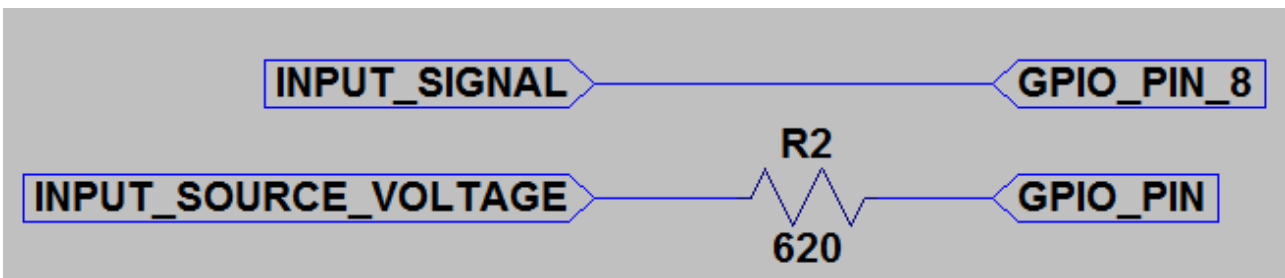 INPUT_SIGNAL GPIO_PIN_8
R2
INPUT_SOURCE_VOLTAGE GPIO_PIN
620